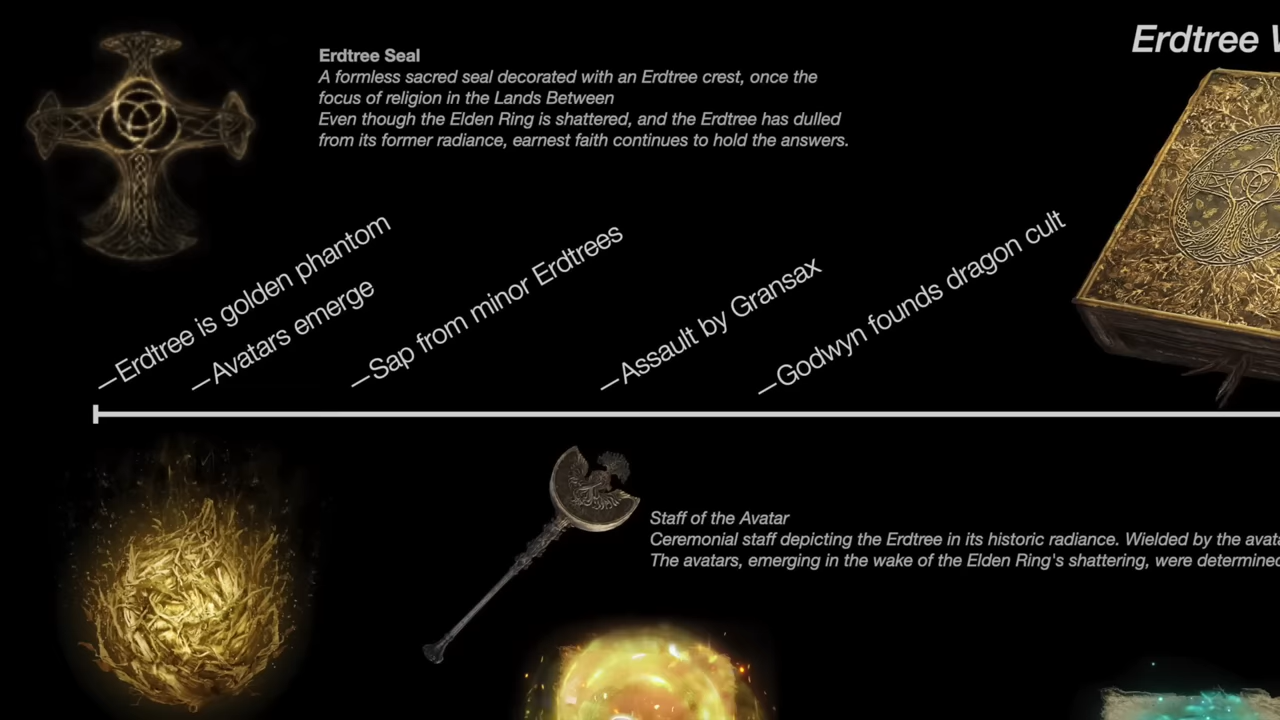 Erdtree
Erdtree Seal
A formless sacred seal decorated with an Erdtree crest, once the
focus of religion in the Lands Between
Even though the Elden Ring is shattered, and the Erdtree has dulled
from its former radiance, earnest faith continues to hold the answers.
—Erdtree is golden phantom
—Avatars emerge
—Sap from minor Erdtrees
—Assault by Gransax
—Godwyn founds dragon cult
Staff of the Avatar
Ceremonial staff depicting the Erdtree in its historic radiance. Wielded by the
The avatars, emerging in the wake of the Elden Ring's shattering, were determined